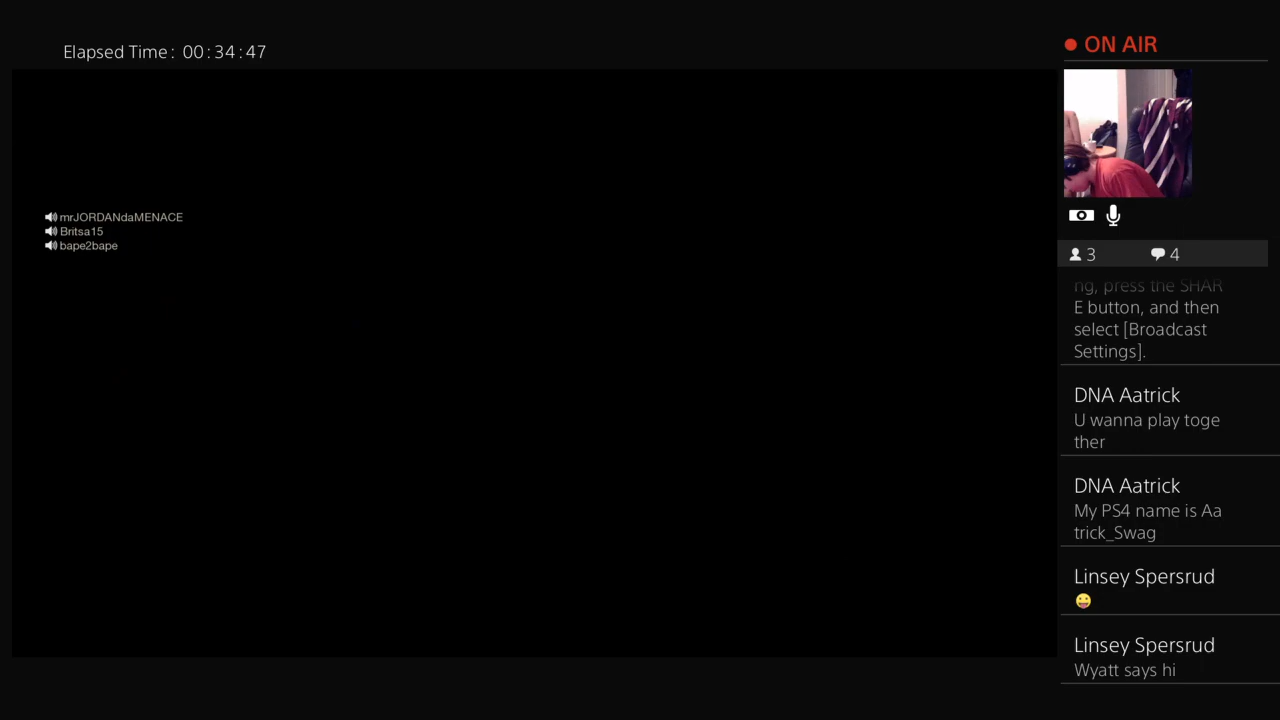 Elapsed Time: 00:34:47
ON AIR
mrJORDANdaMENACE
Britsa15
bape2bape
3 4
ng, press the SHAR
E button, and then
select [Broadcast
Settings].
DNA Aatrick
U wanna play toge
ther
DNA Aatrick
My PS4 name is Aa
trick_Swag
Linsey Spersrud
😛
Linsey Spersrud
Wyatt says hi